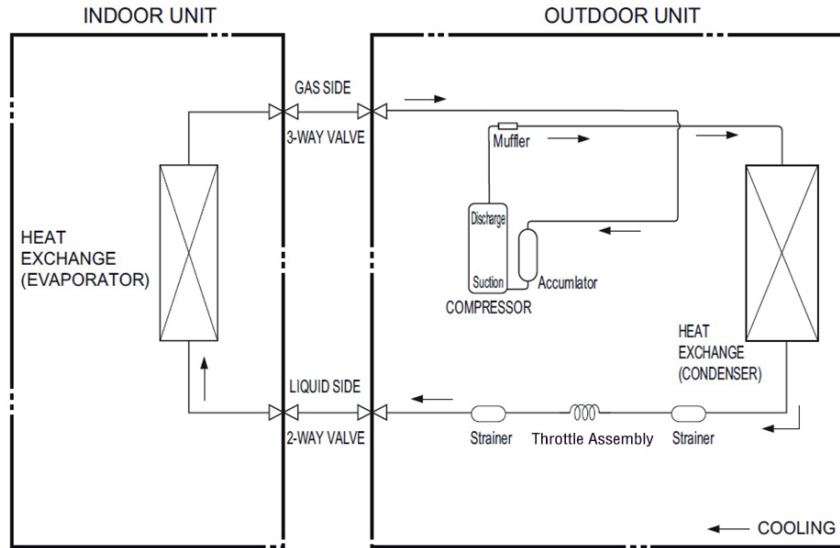 INDOOR UNIT
OUTDOOR UNIT
GAS SIDE
3-WAY VALVE
Muffler
Discharge
Suction
Accumlator
COMPRESSOR
HEAT
EXCHANGE
(EVAPORATOR)
HEAT
EXCHANGE
(CONDENSER)
LIQUID SIDE
2-WAY VALVE
Strainer
Throttle Assembly
Strainer
COOLING